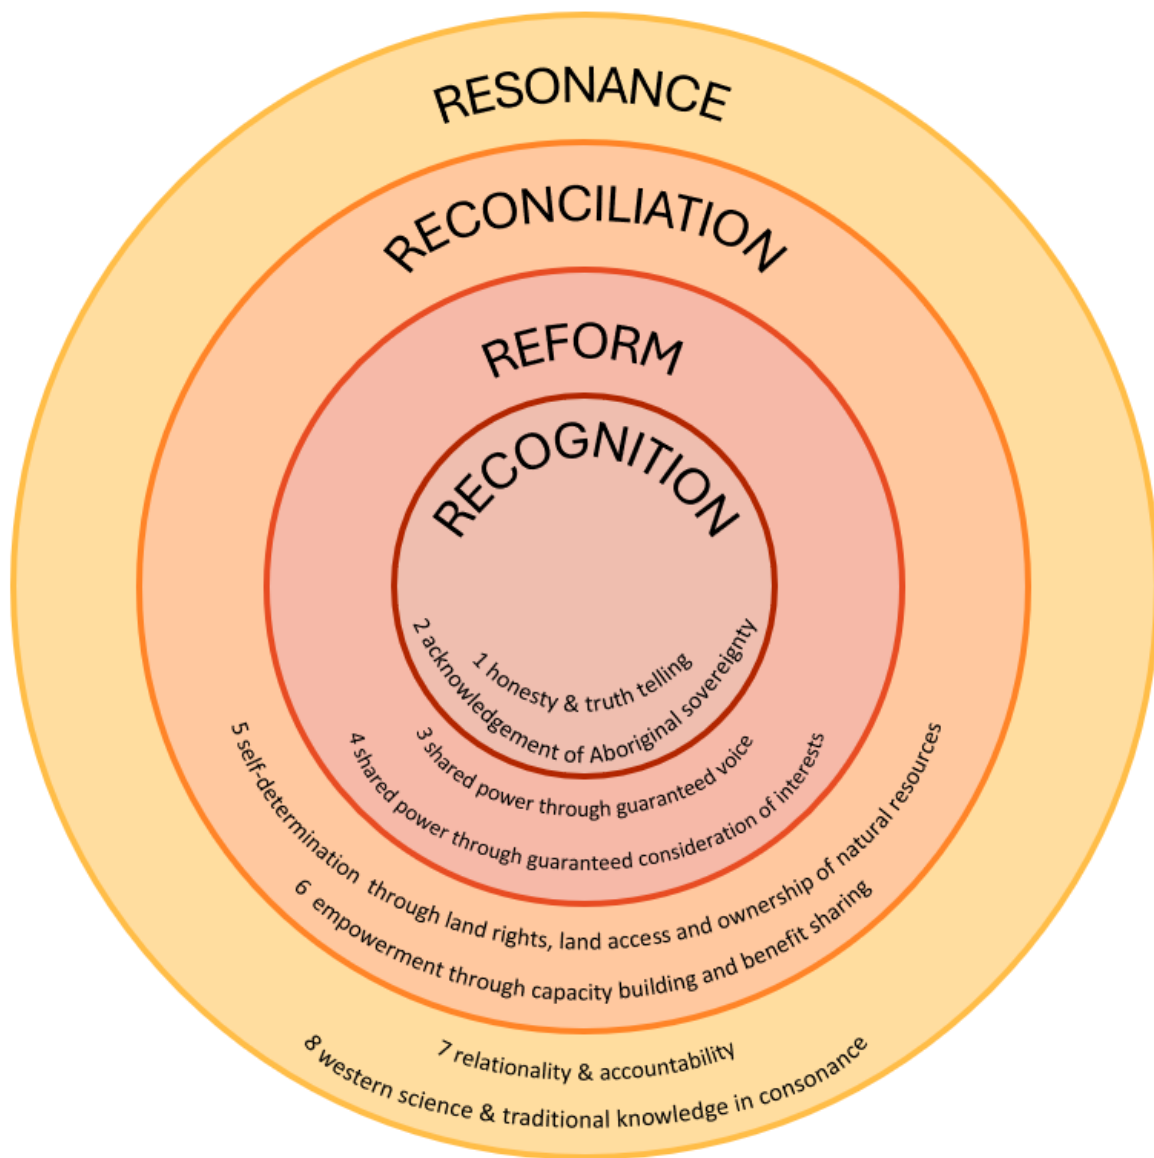 RESONANCE
RECONCILIATION
REFORM
RECOGNITION
1 honesty & truth telling
2 acknowledgement of Aboriginal sovereignty
3 shared power through guaranteed voice
4 shared power through guaranteed consideration of interests
5 self-determination through land rights, land access and ownership of natural resources
6 empowerment through capacity building and benefit sharing
7 relationality & accountability
8 western science & traditional knowledge in consonance